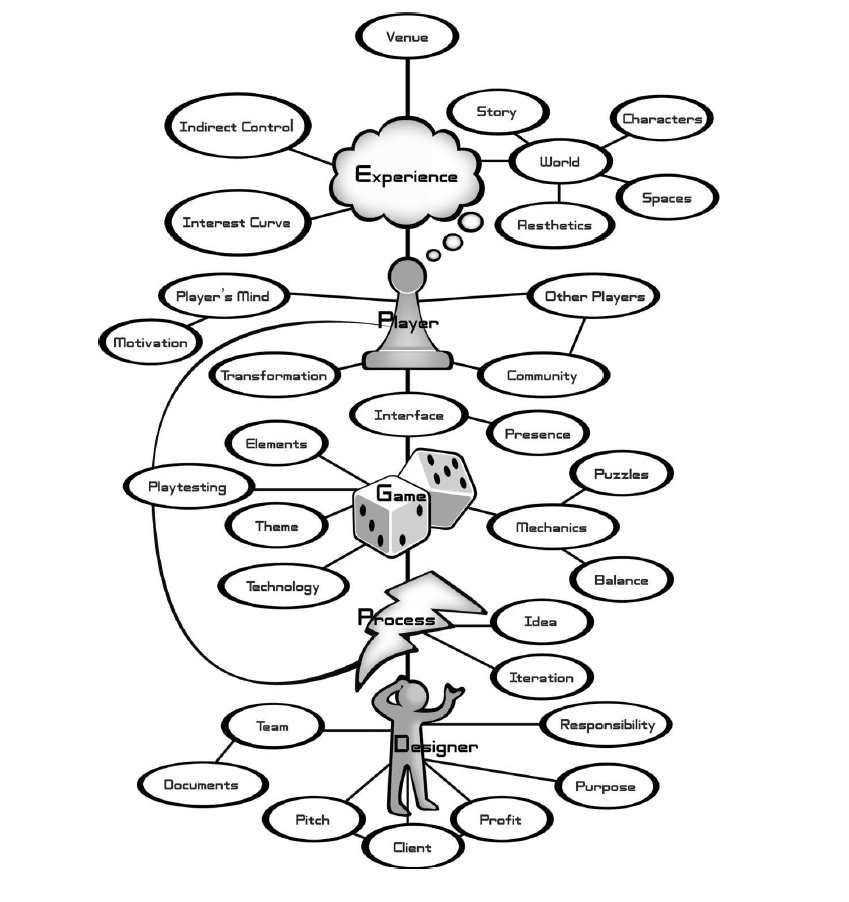 Venue
Story
Characters
Indirect Control
World
Experience
Spaces
Interest Curve
Aesthetics
Player's Mind
Other Players
Player
Motivation
Transformation
Community
Interface
Presence
Elements
Puzzles
Playtesting
Game
Theme
Mechanics
Technology
Balance
Process
Idea
Iteration
Team
Responsibility
Designer
Documents
Purpose
Pitch
Profit
Client